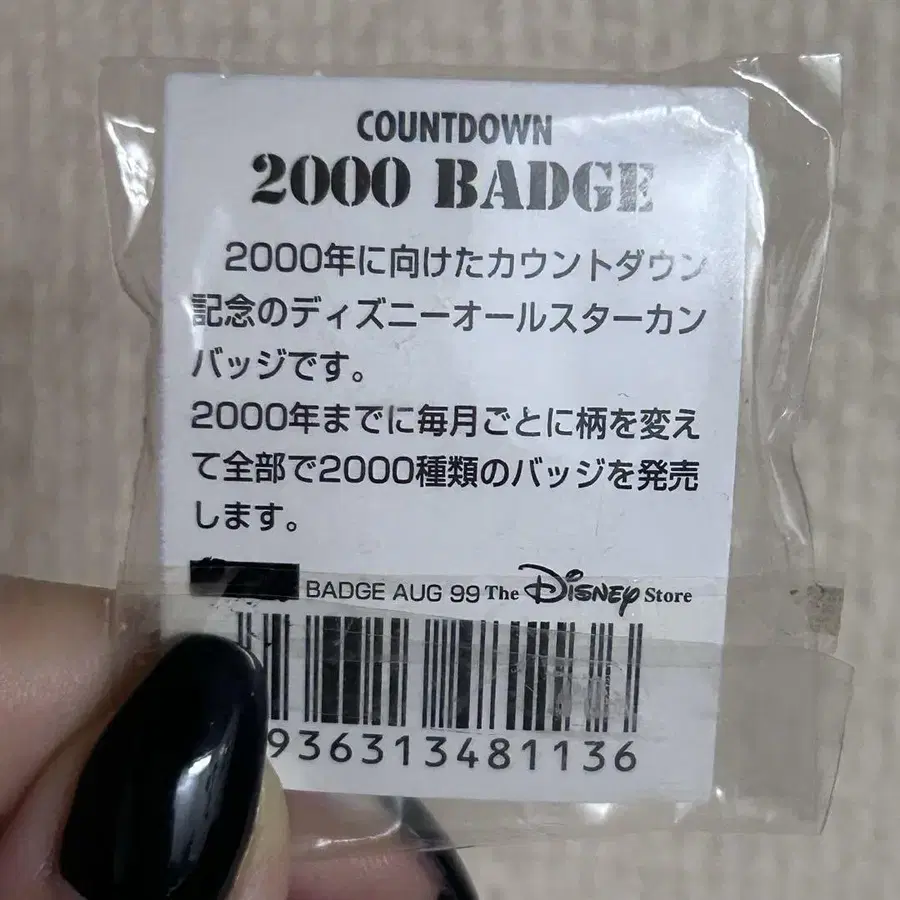 COUNTDOWN
2000 BADGE
2000年に向けたカウントダウン
記念のディズニーオールスターカン
バッジです。
2000年までに毎月ごとに柄を変え
て全部で2000種類のバッジを発売
します。
BADGE AUG 99 The Disney Store
936313481136